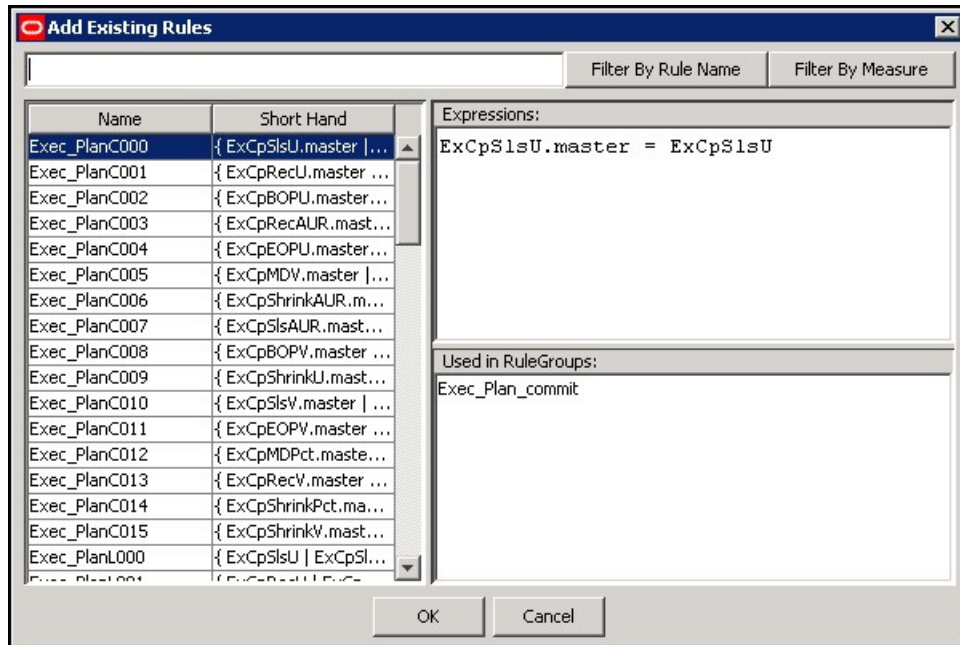 Add Existing Rules
Filter By Rule Name Filter By Measure
Name Short Hand
Exec_PlanC000 { ExCpSlsU.master |...
Exec_PlanC001 { ExCpRecU.master ...
Exec_PlanC002 { ExCpBOPU.master...
Exec_PlanC003 { ExCpRecAUR.mast...
Exec_PlanC004 { ExCpEOPU.master...
Exec_PlanC005 { ExCpMDV.master |...
Exec_PlanC006 { ExCpShrinkAUR.m...
Exec_PlanC007 { ExCpSlsAUR.mast...
Exec_PlanC008 { ExCpBOPV.master ...
Exec_PlanC009 { ExCpShrinkU.mast...
Exec_PlanC010 { ExCpSlsV.master | ...
Exec_PlanC011 { ExCpEOPV.master ...
Exec_PlanC012 { ExCpMDPct.maste...
Exec_PlanC013 { ExCpRecV.master ...
Exec_PlanC014 { ExCpShrinkPct.ma...
Exec_PlanC015 { ExCpShrinkV.mast...
Exec_PlanL000 { ExCpSlsU | ExCpSl...
Expressions:
ExCpSlsU.master = ExCpSlsU
Used in RuleGroups:
Exec_Plan_commit
OK Cancel